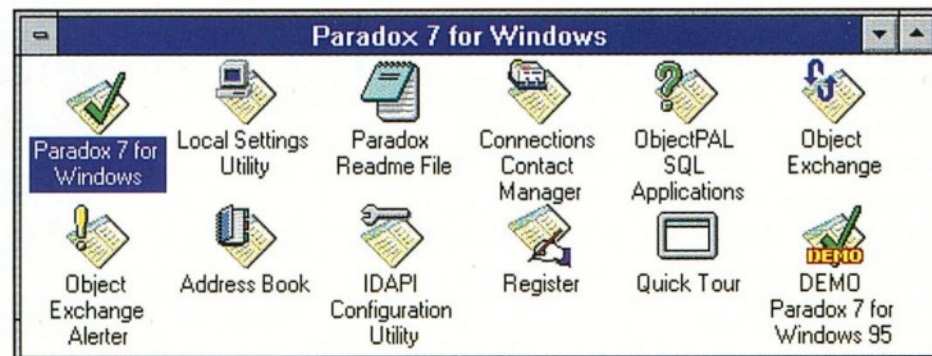 Paradox 7 for Windows
Paradox 7 for
Windows
Local Settings
Utility
Paradox
Readme File
Connections
Contact
Manager
ObjectPAL
SQL
Applications
Object
Exchange
Object
Exchange
Alerter
Address Book
IDAPI
Configuration
Utility
Register
Quick Tour
DEMO
DEMO
Paradox 7 for
Windows 95